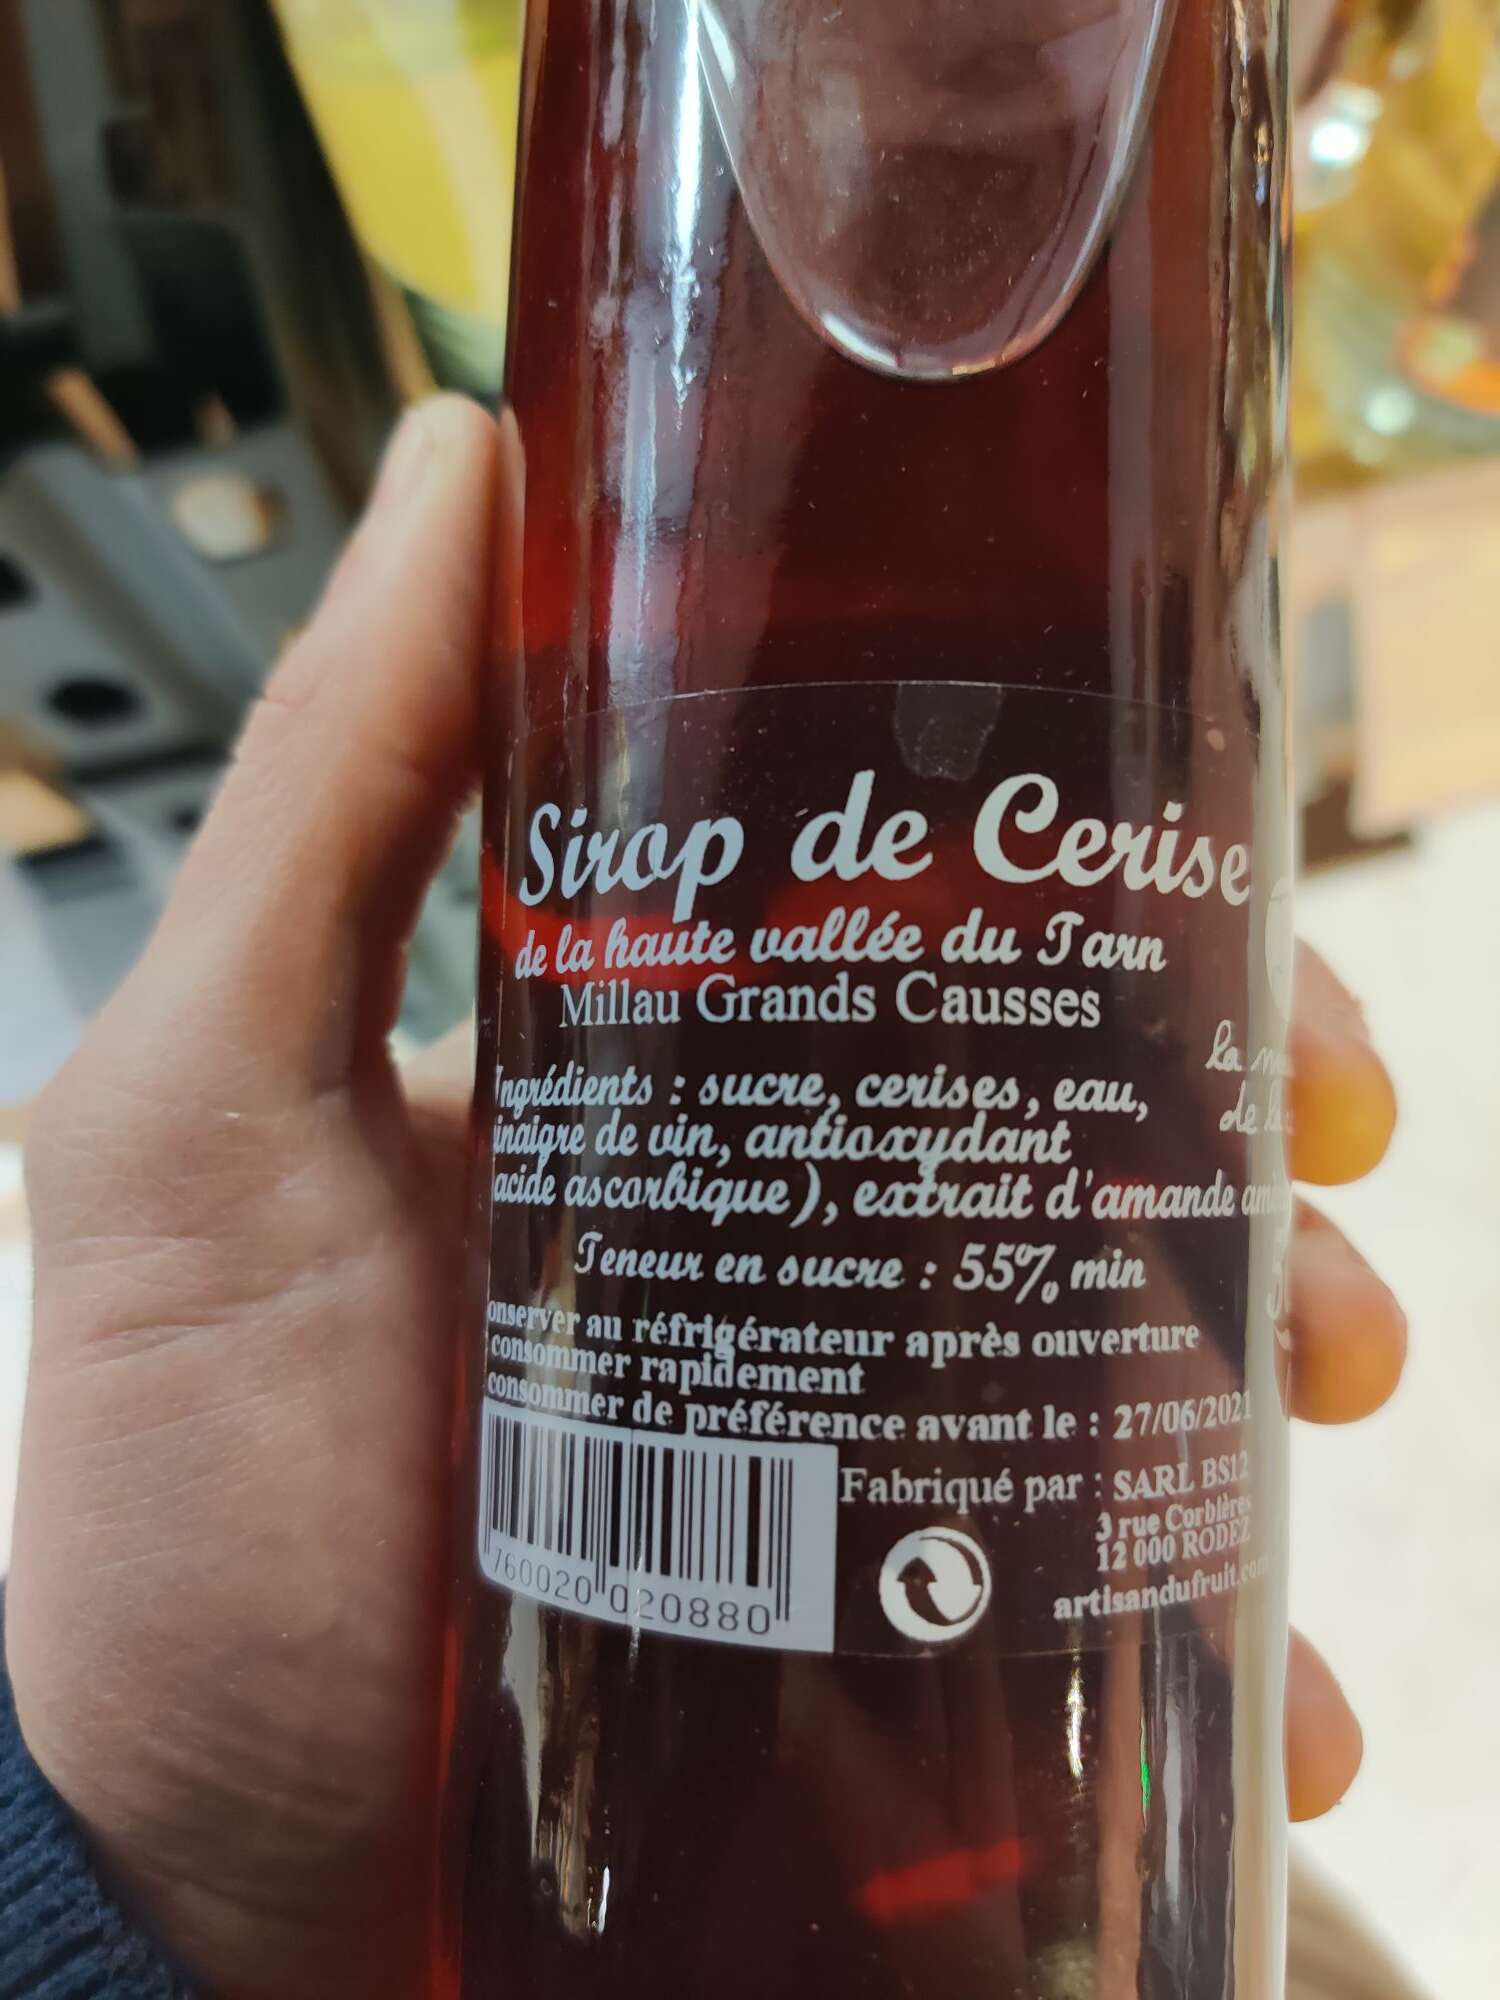 Sirop de Cerise
de la haute vallée du Tarn
Millau Grands Causses
Ingrédients : sucre, cerises, eau,
vinaigre de vin, antioxydant
acide ascorbique), extrait d'amande
Teneur en sucre : 55% min
onserver au réfrigérateur après ouverture
consommer rapidement
consommer de préférence avant le : 27/06/2021
Fabriqué par : SARL BS12
3 rue Corbières
12 000 RODEZ
artisandufruit.com
760020 020880
la
de